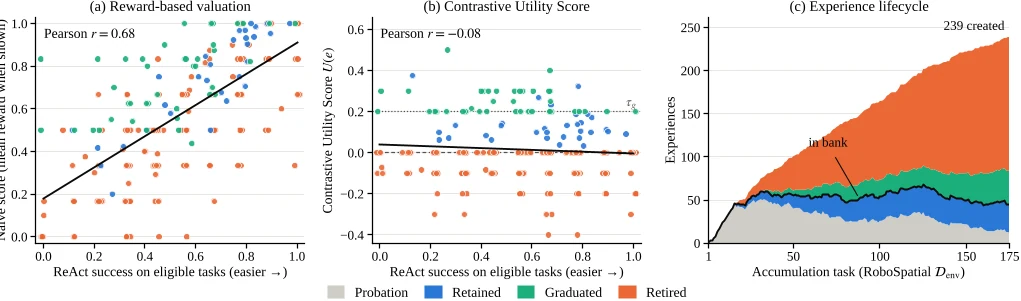 (a) Reward-based valuation
Naive score (mean reward when shown)
1.0
0.8
0.6
0.4
0.2
0.0
Pearson r = 0.68
0.0 0.2 0.4 0.6 0.8 1.0
ReAct success on eligible tasks (easier →)
(b) Contrastive Utility Score
Contrastive Utility Score U(e)
0.6
0.4
0.2
0.0
−0.2
−0.4
Pearson r = −0.08
τg
0.0 0.2 0.4 0.6 0.8 1.0
ReAct success on eligible tasks (easier →)
(c) Experience lifecycle
Experiences
250
200
150
100
50
0
239 created
in bank
1 50 100 150 175
Accumulation task (RoboSpatial Denv)
Probation Retained Graduated Retired